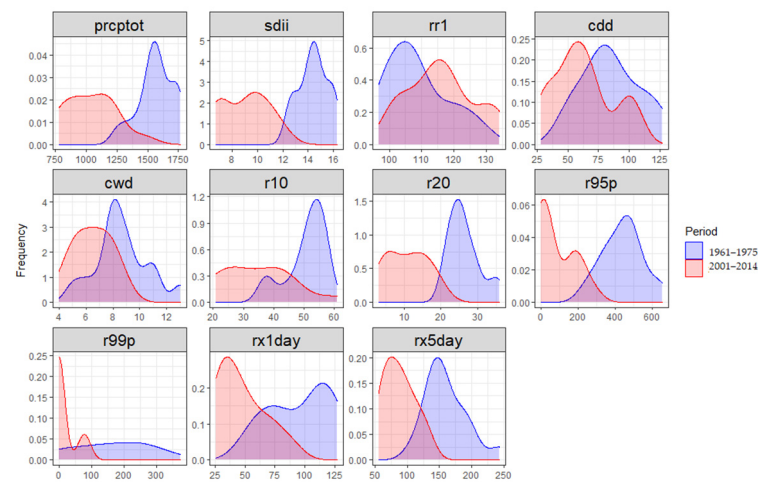 prcptot sdii rr1 cdd
0.04 0.03 0.02 0.01 0.00
5 4 3 2 1 0
0.6 0.4 0.2 0.0
0.25 0.20 0.15 0.10 0.05 0.00
750 1000 1250 1500 1750
8 10 12 14 16
100 110 120 130
25 50 75 100 125
cwd r10 r20 r95p
4 3 2 1 0
1.2 0.9 0.6 0.3 0.0
1.5 1.0 0.5 0.0
0.06 0.04 0.02 0.00
4 6 8 10 12
20 30 40 50 60
10 20 30
0 200 400 600
Frequency
Period
1961–1975
2001–2014
r99p rx1day rx5day
0.25 0.20 0.15 0.10 0.05 0.00
0.2 0.1 0.0
0.20 0.15 0.10 0.05 0.00
0 100 200 300
25 50 75 100 125
50 100 150 200 250